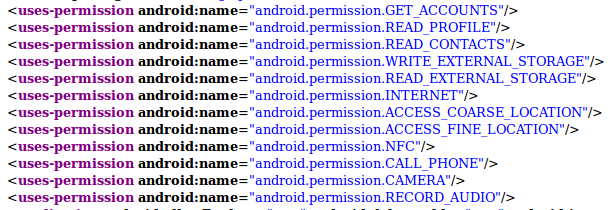 <uses-permission android:name="android.permission.GET_ACCOUNTS"/>
<uses-permission android:name="android.permission.READ_PROFILE"/>
<uses-permission android:name="android.permission.READ_CONTACTS"/>
<uses-permission android:name="android.permission.WRITE_EXTERNAL_STORAGE"/>
<uses-permission android:name="android.permission.READ_EXTERNAL_STORAGE"/>
<uses-permission android:name="android.permission.INTERNET"/>
<uses-permission android:name="android.permission.ACCESS_COARSE_LOCATION"/>
<uses-permission android:name="android.permission.ACCESS_FINE_LOCATION"/>
<uses-permission android:name="android.permission.NFC"/>
<uses-permission android:name="android.permission.CALL_PHONE"/>
<uses-permission android:name="android.permission.CAMERA"/>
<uses-permission android:name="android.permission.RECORD_AUDIO"/>